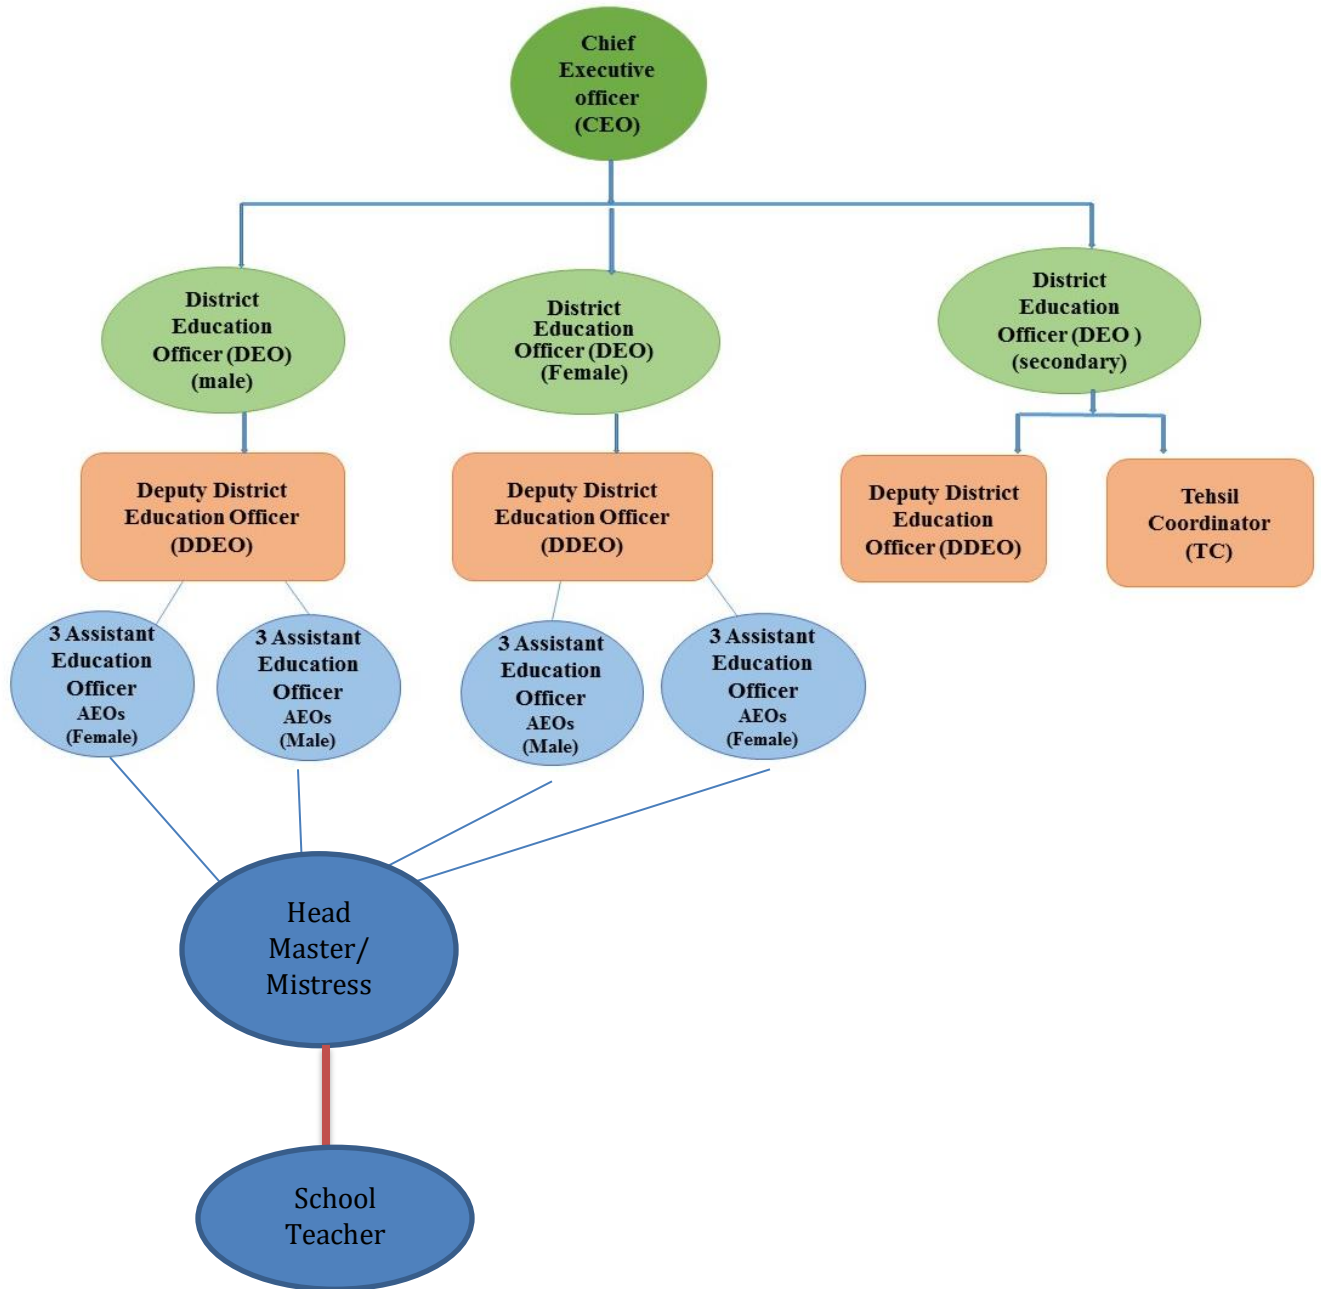 Chief
Executive
officer
(CEO)
District
Education
Officer (DEO)
(male)
District
Education
Officer (DEO)
(Female)
District
Education
Officer (DEO )
(secondary)
Deputy District
Education Officer
(DDEO)
Deputy District
Education Officer
(DDEO)
Deputy District
Education
Officer (DDEO)
Tehsil
Coordinator
(TC)
3 Assistant
Education
Officer
AEOs
(Female)
3 Assistant
Education
Officer
AEOs
(Male)
3 Assistant
Education
Officer
AEOs
(Male)
3 Assistant
Education
Officer
AEOs
(Female)
Head
Master/
Mistress
School
Teacher